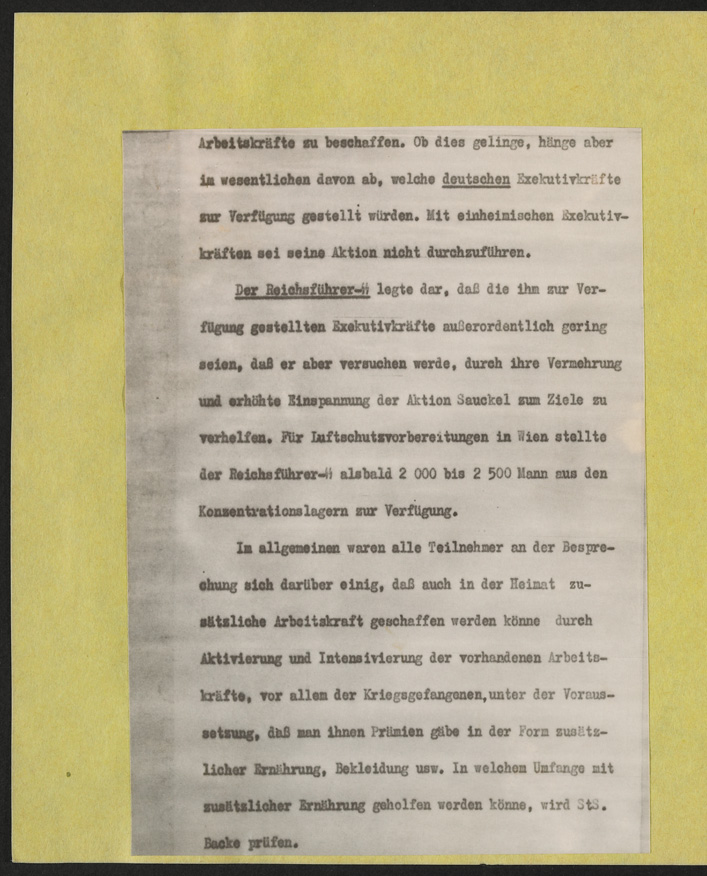 Arbeitskräfte zu beschaffen. Ob dies gelinge, hänge aber
im wesentlichen davon ab, welche deutschen Exekutivkräfte
zur Verfügung gestellt würden. Mit einheimischen Exekutiv-
kräften sei seine Aktion nicht durchzuführen.
Der Reichsführer-SS legte dar, daß die ihm zur Ver-
fügung gestellten Exekutivkräfte außerordentlich gering
seien, daß er aber versuchen werde, durch ihre Vermehrung
und erhöhte Einspannung der Aktion Sauckel zum Ziele zu
verhelfen. Für Luftschutzvorbereitungen in Wien stellte
der Reichsführer-SS alsbald 2 000 bis 2 500 Mann aus den
Konzentrationslagern zur Verfügung.
Im allgemeinen waren alle Teilnehmer an der Bespre-
chung sich darüber einig, daß auch in der Heimat zu-
sätzliche Arbeitskraft geschaffen werden könne durch
Aktivierung und Intensivierung der vorhandenen Arbeits-
kräfte, vor allem der Kriegsgefangenen,unter der Voraus-
setzung, daß man ihnen Prämien gäbe in der Form zusätz-
licher Ernährung, Bekleidung usw. In welchem Umfange mit
zusätzlicher Ernährung geholfen werden könne, wird StS.
Backe prüfen.